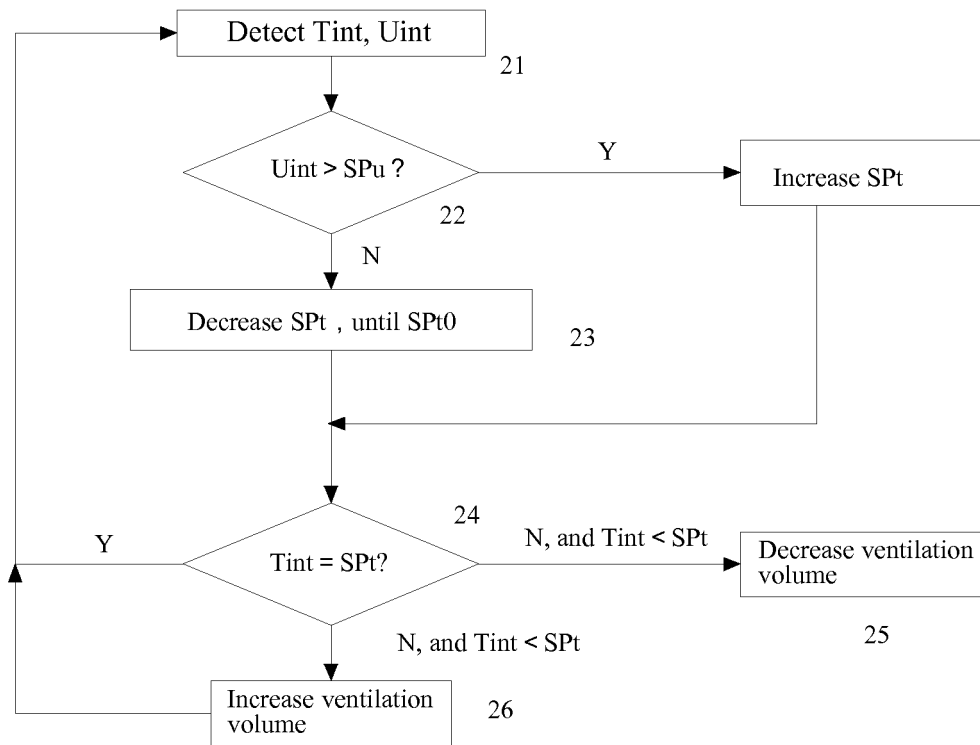 Detect Tint, Uint
21
Uint > SPu ?
Y
Increase SPt
22
N
Decrease SPt , until SPt0
23
24
Y
Tint = SPt?
N, and Tint < SPt
Decrease ventilation
volume
25
N, and Tint < SPt
Increase ventilation
volume
26